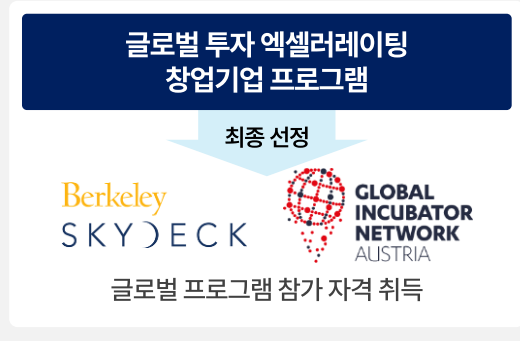 글로벌 투자 엑셀러레이팅
창업기업 프로그램
최종 선정
Berkeley
SKYDECK
GLOBAL
INCUBATOR
NETWORK
AUSTRIA
글로벌 프로그램 참가 자격 취득